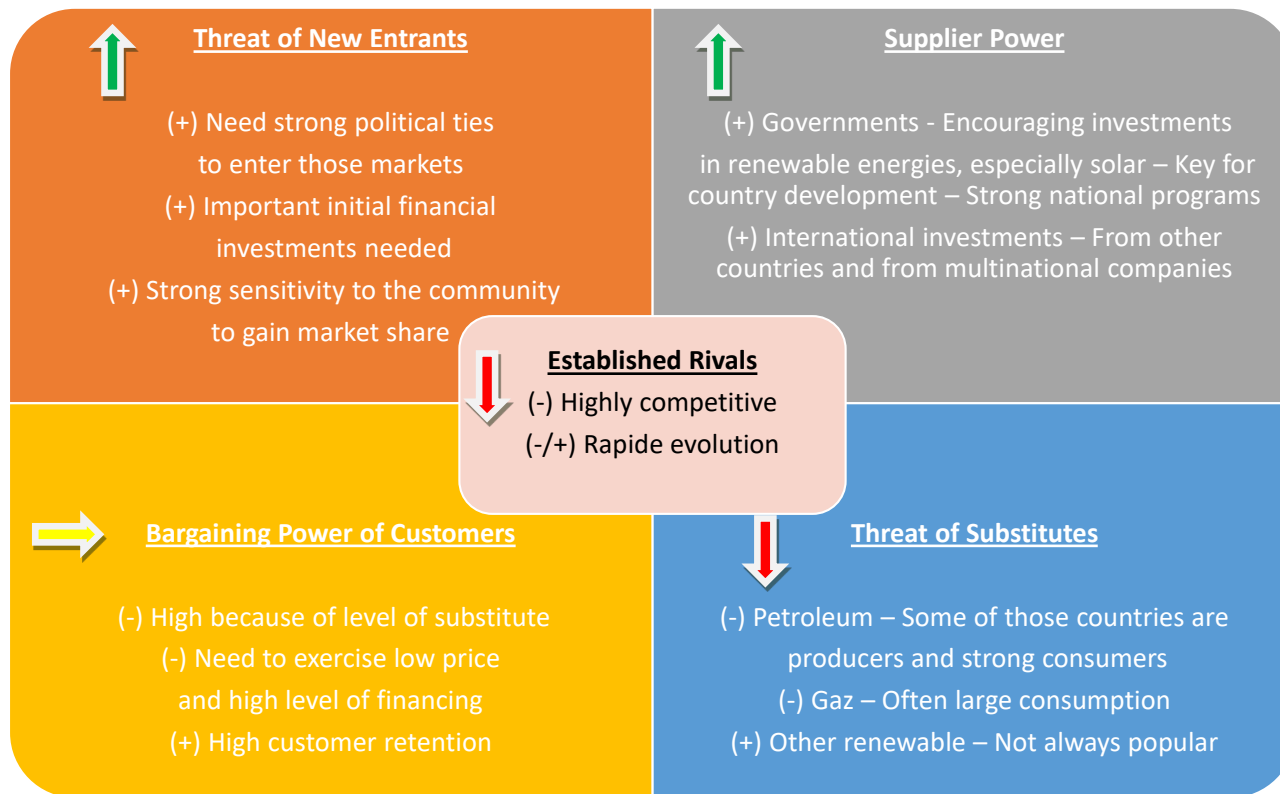 Threat of New Entrants
(+) Need strong political ties
to enter those markets
(+) Important initial financial
investments needed
(+) Strong sensitivity to the community
to gain market share
Supplier Power
(+) Governments - Encouraging investments
in renewable energies, especially solar – Key for
country development – Strong national programs
(+) International investments – From other
countries and from multinational companies
Established Rivals
(-) Highly competitive
(-/+) Rapide evolution
Bargaining Power of Customers
(-) High because of level of substitute
(-) Need to exercise low price
and high level of financing
(+) High customer retention
Threat of Substitutes
(-) Petroleum – Some of those countries are
producers and strong consumers
(-) Gaz – Often large consumption
(+) Other renewable – Not always popular